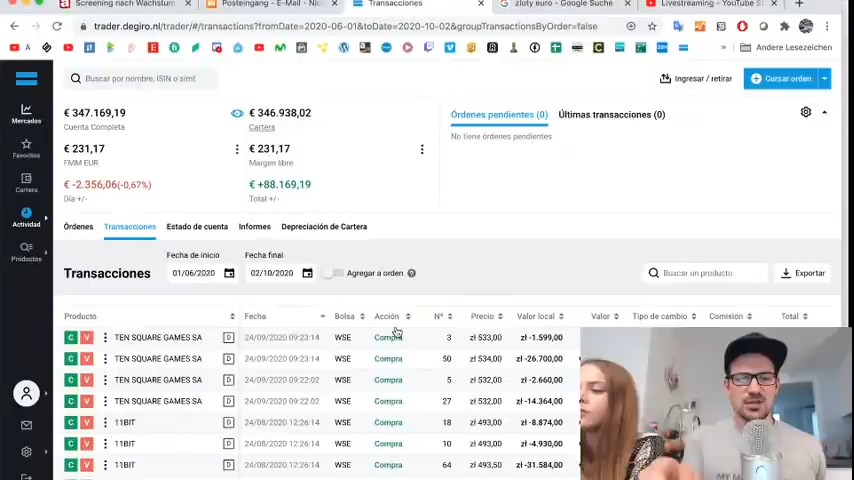 Screening nach Wachstum
Posteingang - E-Mail - Nic
Transactions
zloty euro - Google Suche
Livestreaming - YouTube S
trader.degiro.nl/trader/#/transactions?fromDate=2020-06-01&toDate=2020-10-02&groupTransactionsByOrder=false
Andere Lesezeichen
Buscar por nombre, ISIN o símb
Ingresar / retirar
Cursar orden
€ 347.169,19
€ 346.938,02
Cuenta Completa
Cartera
€ 231,17
€ 231,17
FMM EUR
Margen libre
€ -2.356,06(-0,67%)
€ +88.169,19
Día +/-
Total +/-
Órdenes pendientes (0)
Últimas transacciones (0)
No tiene órdenes pendientes
Mercados
Favoritos
Cartera
Actividad
Productos
Órdenes
Transacciones
Estado de cuenta
Informes
Depreciación de Cartera
Fecha de inicio
Fecha final
Transacciones
01/06/2020
02/10/2020
Agregar a orden
Buscar un producto
Exportar
Producto Fecha Bolsa Acción Nº Precio Valor local Valor Tipo de cambio Comisión Total
C V TEN SQUARE GAMES SA D 24/09/2020 09:23:14 WSE Compra 3 zł 533,00 zł -1.599,00
C V TEN SQUARE GAMES SA D 24/09/2020 09:23:14 WSE Compra 50 zł 534,00 zł -26.700,00
C V TEN SQUARE GAMES SA D 24/09/2020 09:22:02 WSE Compra 5 zł 532,00 zł -2.660,00
C V TEN SQUARE GAMES SA D 24/09/2020 09:22:02 WSE Compra 27 zł 532,00 zł -14.364,00
C V 11BIT D 24/08/2020 12:26:14 WSE Compra 18 zł 493,00 zł -8.874,00
C V 11BIT D 24/08/2020 12:26:14 WSE Compra 10 zł 493,00 zł -4.930,00
C V 11BIT D 24/08/2020 12:26:14 WSE Compra 64 zł 493,50 zł -31.584,00